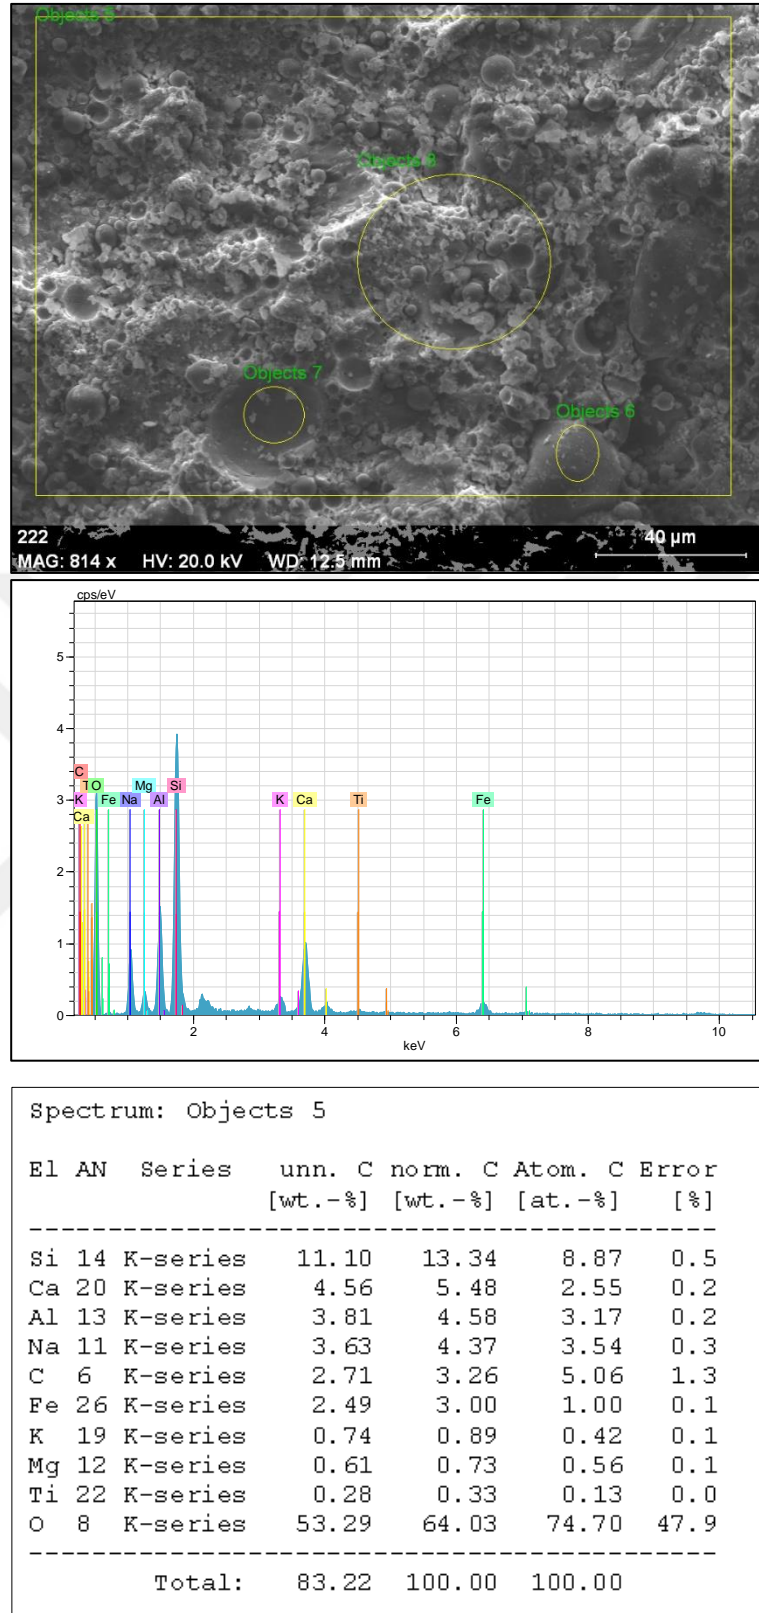 Objects 5
Objects 8
Objects 7
Objects 6
222
40 µm
MAG: 814 x HV: 20.0 kV WD: 12.5 mm
cps/eV
5
4
3
2
1
0
C
T O Mg Si
K Fe Na Al K Ca Ti Fe
Ca
2 4 6 8 10
keV
Spectrum: Objects 5
El AN Series unn. C norm. C Atom. C Error
[wt.-%] [wt.-%] [at.-%] [%]
-------------------------------------------
Si 14 K-series 11.10 13.34 8.87 0.5
Ca 20 K-series 4.56 5.48 2.55 0.2
Al 13 K-series 3.81 4.58 3.17 0.2
Na 11 K-series 3.63 4.37 3.54 0.3
C 6 K-series 2.71 3.26 5.06 1.3
Fe 26 K-series 2.49 3.00 1.00 0.1
K 19 K-series 0.74 0.89 0.42 0.1
Mg 12 K-series 0.61 0.73 0.56 0.1
Ti 22 K-series 0.28 0.33 0.13 0.0
O 8 K-series 53.29 64.03 74.70 47.9
-------------------------------------------
Total: 83.22 100.00 100.00